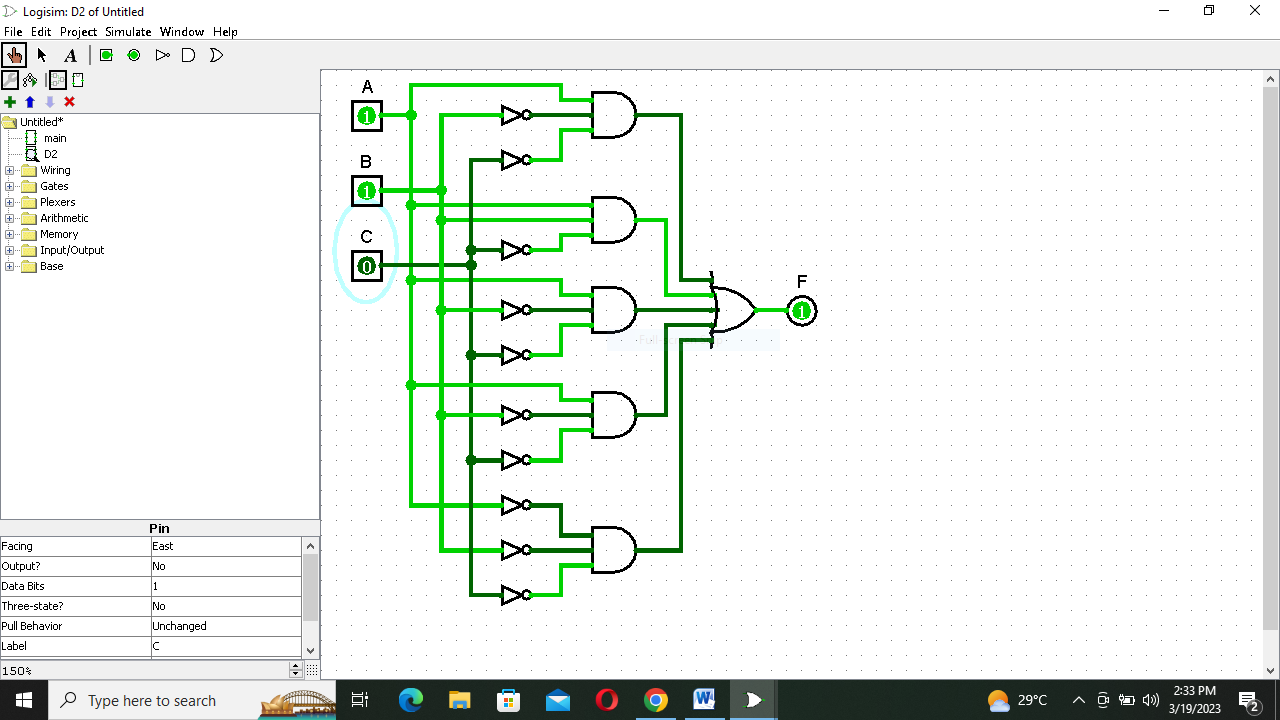 Logisim: D2 of Untitled
File Edit Project Simulate Window Help
A
Untitled*
main
D2
Wiring
Gates
Plexers
Arithmetic
Memory
Input/Output
Base
A
1
B
1
C
0
F
1
Pin
Facing East
Output? No
Data Bits 1
Three-state? No
Pull Behavior Unchanged
Label C
150%
Type here to search
29°C
2:33 PM
3/19/2023
2